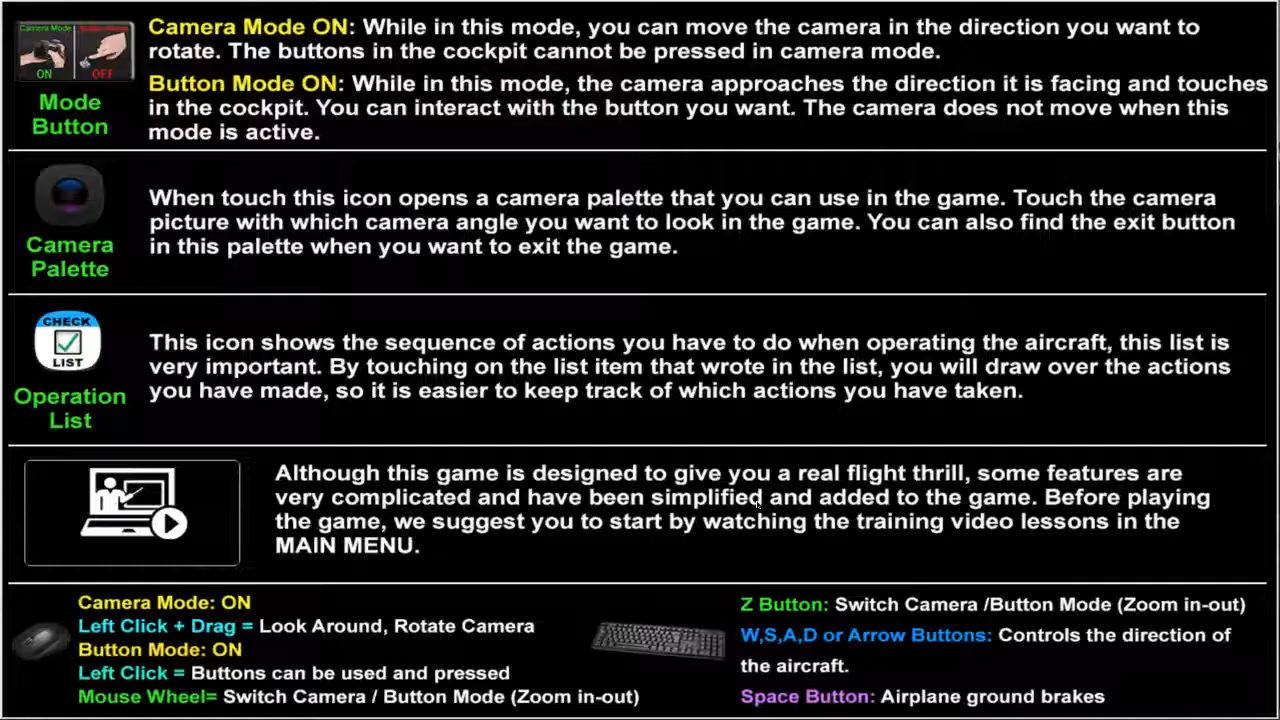 Camera Mode
ON
OFF
Mode
Button
Camera Mode ON: While in this mode, you can move the camera in the direction you want to
rotate. The buttons in the cockpit cannot be pressed in camera mode.
Button Mode ON: While in this mode, the camera approaches the direction it is facing and touches
in the cockpit. You can interact with the button you want. The camera does not move when this
mode is active.
Camera
Palette
When touch this icon opens a camera palette that you can use in the game. Touch the camera
picture with which camera angle you want to look in the game. You can also find the exit button
in this palette when you want to exit the game.
CHECK
LIST
Operation
List
This icon shows the sequence of actions you have to do when operating the aircraft, this list is
very important. By touching on the list item that wrote in the list, you will draw over the actions
you have made, so it is easier to keep track of which actions you have taken.
Although this game is designed to give you a real flight thrill, some features are
very complicated and have been simplified and added to the game. Before playing
the game, we suggest you to start by watching the training video lessons in the
MAIN MENU.
Camera Mode: ON
Left Click + Drag = Look Around, Rotate Camera
Button Mode: ON
Left Click = Buttons can be used and pressed
Mouse Wheel= Switch Camera / Button Mode (Zoom in-out)
Z Button: Switch Camera /Button Mode (Zoom in-out)
W,S,A,D or Arrow Buttons: Controls the direction of
the aircraft.
Space Button: Airplane ground brakes